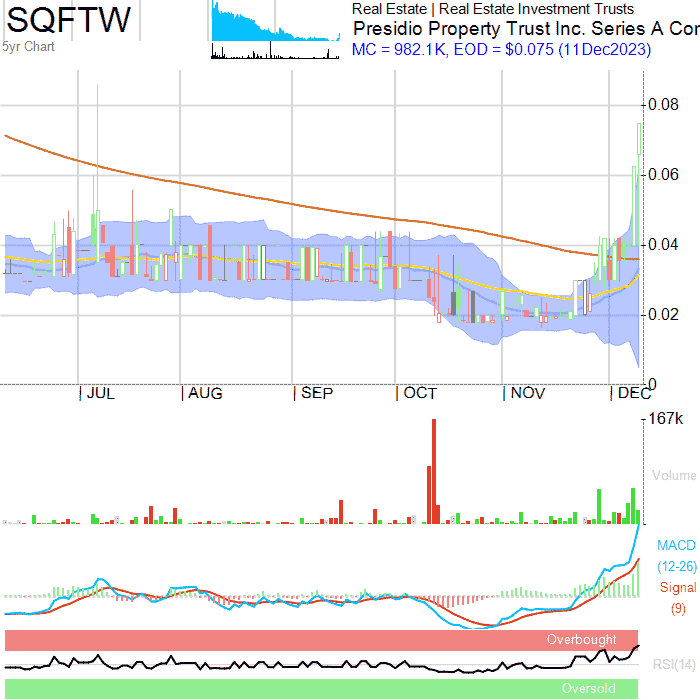 SQFTW
5yr Chart
Real Estate | Real Estate Investment Trusts
Presidio Property Trust Inc. Series A Cor
MC = 982.1K, EOD = $0.075 (11Dec2023)
0.08
0.06
0.04
0.02
0
JUL AUG SEP OCT NOV DEC
167k
Volume
MACD
(12-26)
Signal
(9)
Overbought
RSI(14)
Oversold